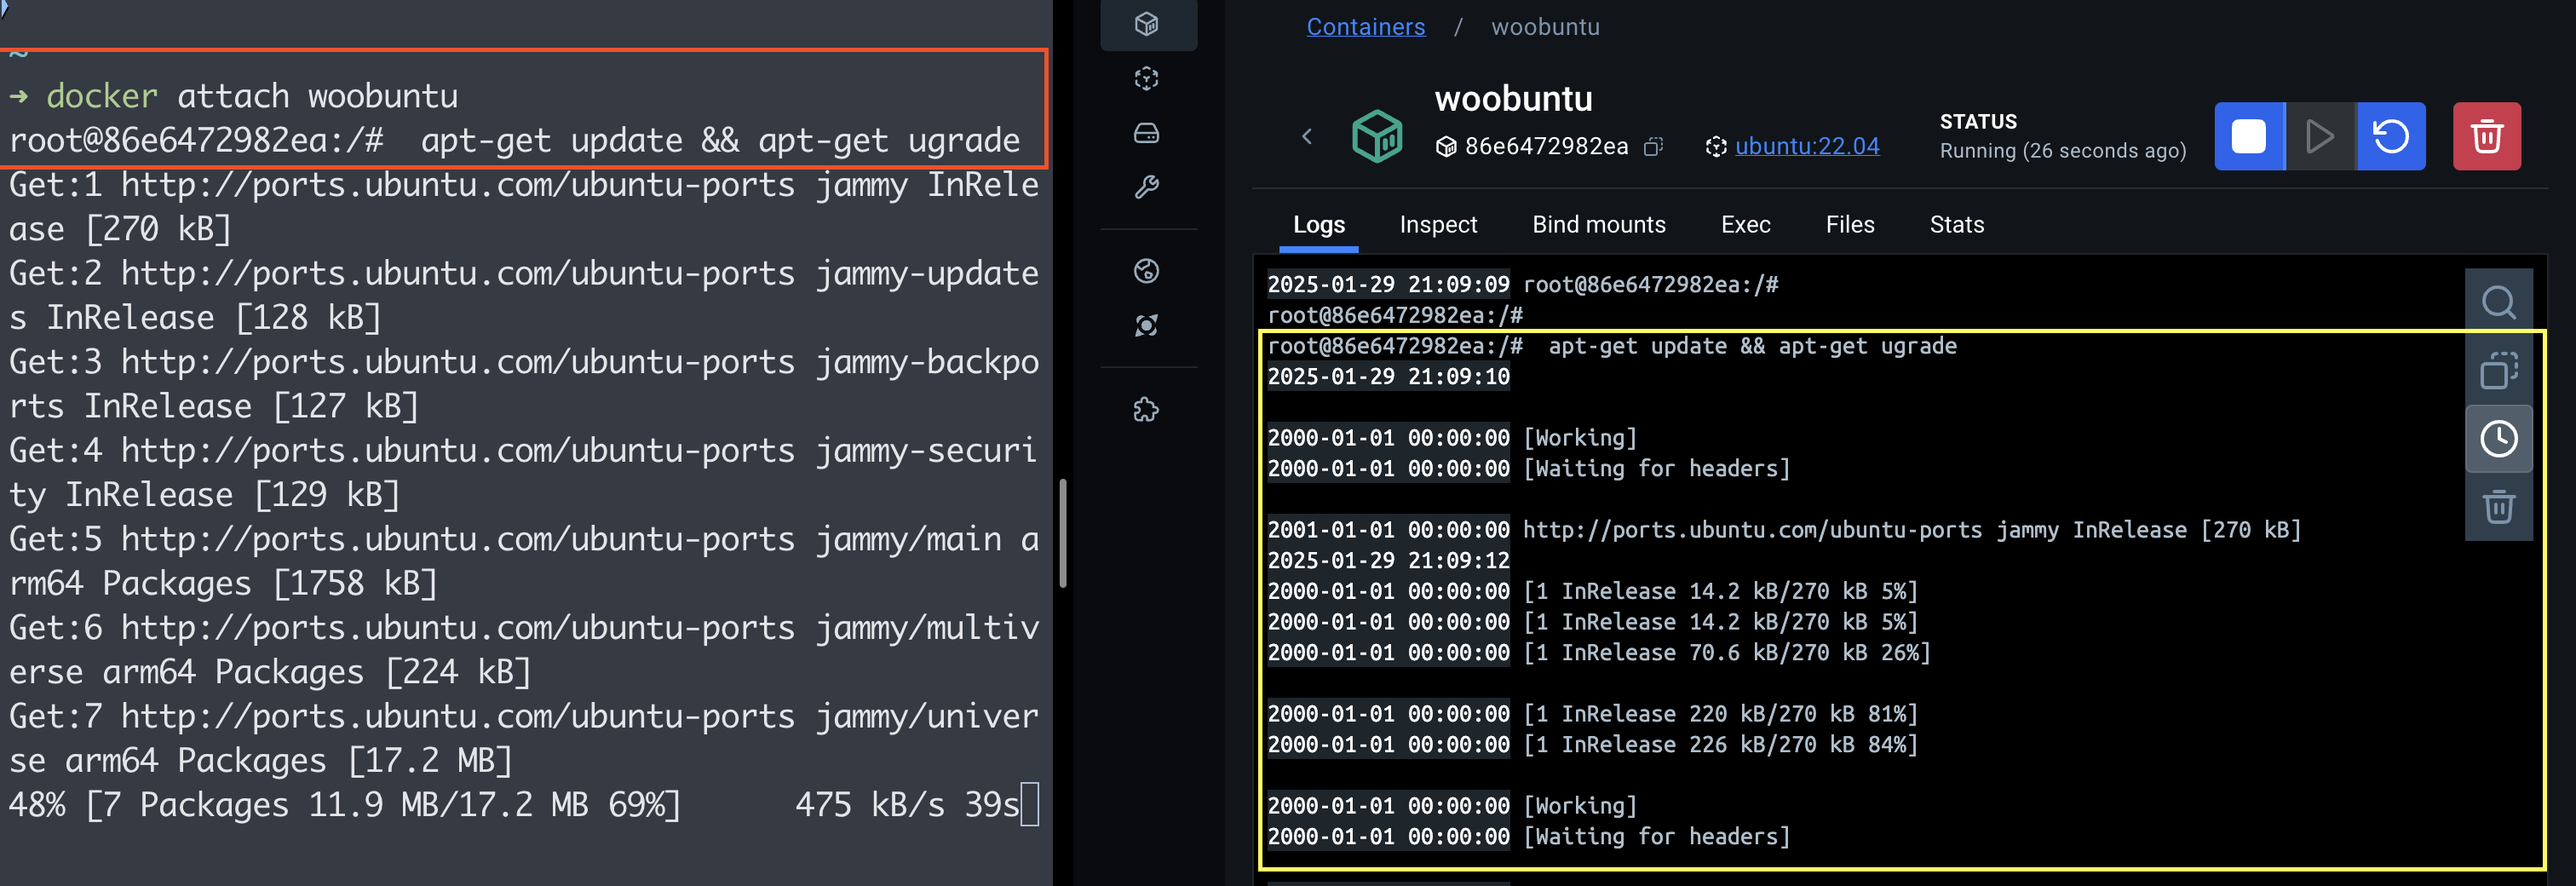 ~
→ docker attach woobuntu
root@86e6472982ea:/#  apt-get update && apt-get ugrade
Get:1 http://ports.ubuntu.com/ubuntu-ports jammy InRele
ase [270 kB]
Get:2 http://ports.ubuntu.com/ubuntu-ports jammy-update
s InRelease [128 kB]
Get:3 http://ports.ubuntu.com/ubuntu-ports jammy-backpo
rts InRelease [127 kB]
Get:4 http://ports.ubuntu.com/ubuntu-ports jammy-securi
ty InRelease [129 kB]
Get:5 http://ports.ubuntu.com/ubuntu-ports jammy/main a
rm64 Packages [1758 kB]
Get:6 http://ports.ubuntu.com/ubuntu-ports jammy/multiv
erse arm64 Packages [224 kB]
Get:7 http://ports.ubuntu.com/ubuntu-ports jammy/univer
se arm64 Packages [17.2 MB]
48% [7 Packages 11.9 MB/17.2 MB 69%]      475 kB/s 39s
Containers / woobuntu
woobuntu
86e6472982ea ubuntu:22.04
STATUS
Running (26 seconds ago)
Logs Inspect Bind mounts Exec Files Stats
2025-01-29 21:09:09 root@86e6472982ea:/#
root@86e6472982ea:/#
root@86e6472982ea:/#  apt-get update && apt-get ugrade
2025-01-29 21:09:10
2000-01-01 00:00:00 [Working]
2000-01-01 00:00:00 [Waiting for headers]
2001-01-01 00:00:00 http://ports.ubuntu.com/ubuntu-ports jammy InRelease [270 kB]
2025-01-29 21:09:12
2000-01-01 00:00:00 [1 InRelease 14.2 kB/270 kB 5%]
2000-01-01 00:00:00 [1 InRelease 14.2 kB/270 kB 5%]
2000-01-01 00:00:00 [1 InRelease 70.6 kB/270 kB 26%]
2000-01-01 00:00:00 [1 InRelease 220 kB/270 kB 81%]
2000-01-01 00:00:00 [1 InRelease 226 kB/270 kB 84%]
2000-01-01 00:00:00 [Working]
2000-01-01 00:00:00 [Waiting for headers]